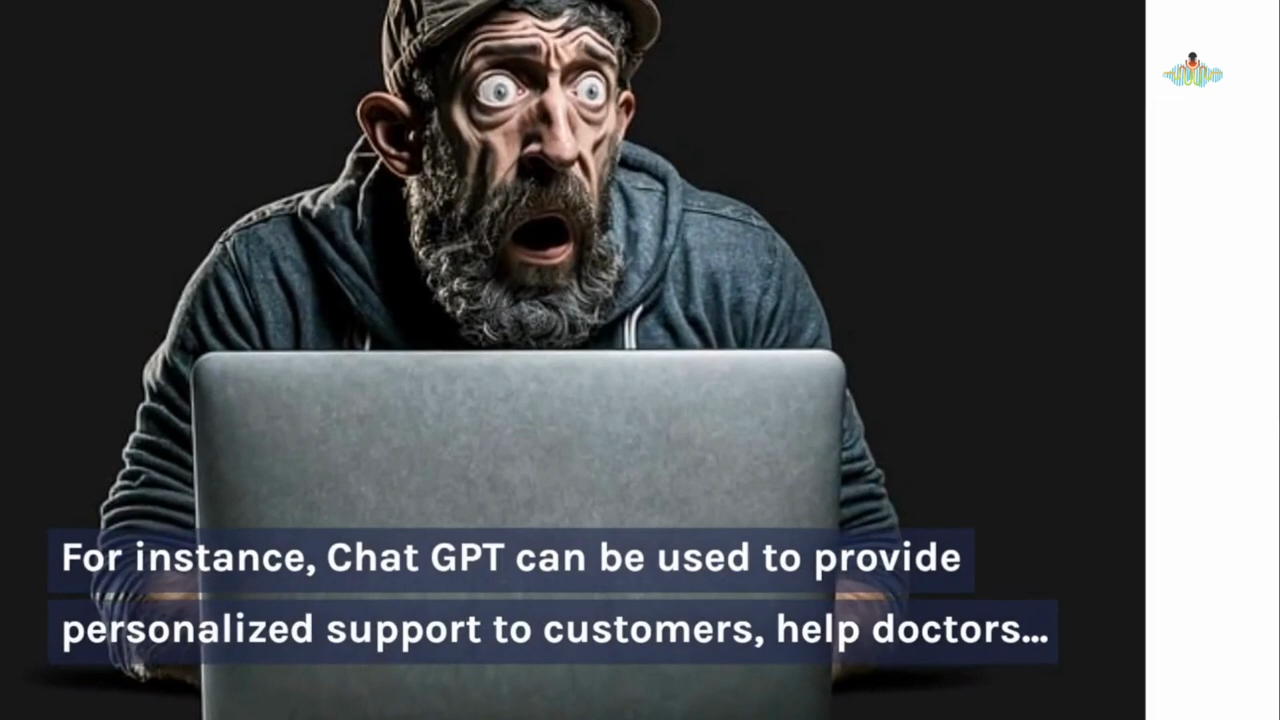 For instance, Chat GPT can be used to provide
personalized support to customers, help doctors...